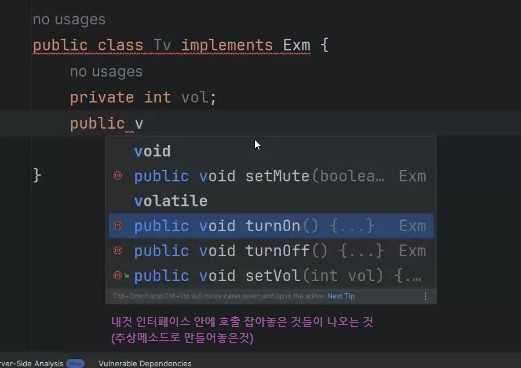 no usages
public class Tv implements Exm {
no usages
private int vol;
public v
void
public void setMute(boolea… Exm
volatile
public void turnOn() {...} Exm
public void turnOff() {...} Exm
public void setVol(int vol) {.…
Ctrl+Down and Ctrl+Up will move caret down and up in the editor Next Tip
}
내것 인터페이스 안에 호출 잡아놓은 것들이 나오는 것
(추상메소드로 만들어놓은것)
rver-Side Analysis New Vulnerable Dependencies